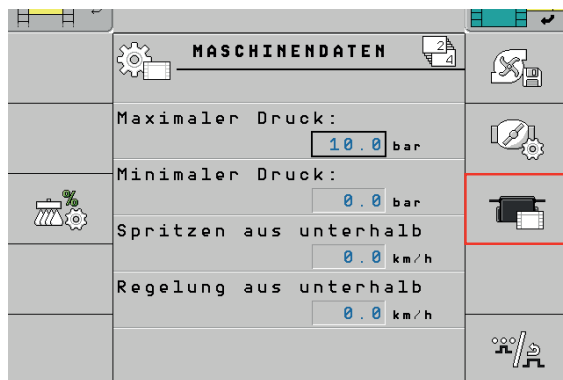 MASCHINENDATEN
2
4
Maximaler Druck:
10.0 bar
Minimaler Druck:
0.0 bar
%
Spritzen aus unterhalb
0.0 km/h
Regelung aus unterhalb
0.0 km/h